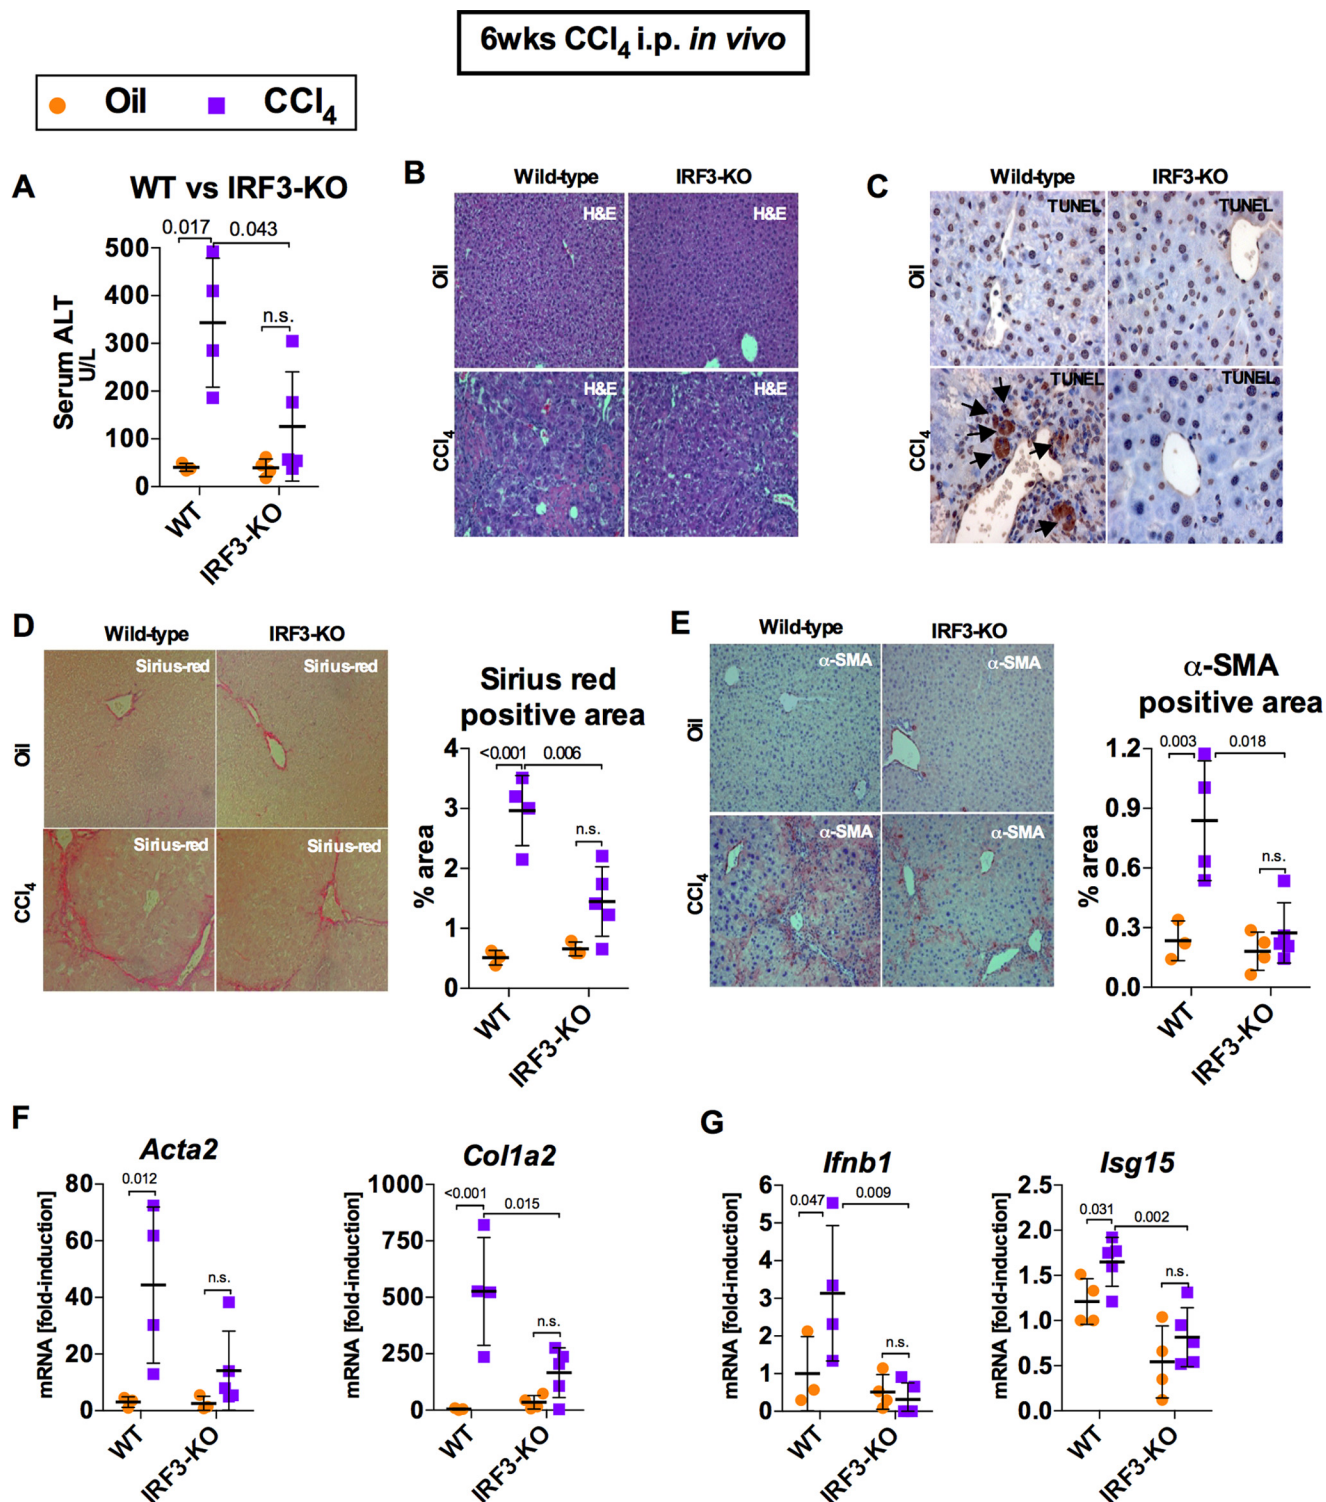 6wks CCl4 i.p. in vivo
Oil CCl4
A
WT vs IRF3-KO
0.017 0.043
n.s.
Serum ALT
U/L
500
400
300
200
100
0
WT
IRF3-KO
B
Wild-type IRF3-KO
Oil
H&E H&E
CCl4
H&E H&E
C
Wild-type IRF3-KO
Oil
TUNEL TUNEL
CCl4
TUNEL TUNEL
D
Wild-type IRF3-KO
Oil
Sirius-red Sirius-red
CCl4
Sirius-red Sirius-red
Sirius red
positive area
<0.001 0.006
n.s.
% area
4
3
2
1
0
WT
IRF3-KO
E
Wild-type IRF3-KO
Oil
α-SMA α-SMA
CCl4
α-SMA α-SMA
α-SMA
positive area
0.003 0.018
n.s.
% area
1.2
0.9
0.6
0.3
0.0
WT
IRF3-KO
F
Acta2
0.012
n.s.
mRNA [fold-induction]
80
60
40
20
0
WT
IRF3-KO
Col1a2
<0.001 0.015
n.s.
mRNA [fold-induction]
1000
750
500
250
0
WT
IRF3-KO
G
Ifnb1
0.047 0.009
n.s.
mRNA [fold-induction]
6
5
4
3
2
1
0
WT
IRF3-KO
Isg15
0.031 0.002
n.s.
mRNA [fold-induction]
2.5
2.0
1.5
1.0
0.5
0.0
WT
IRF3-KO